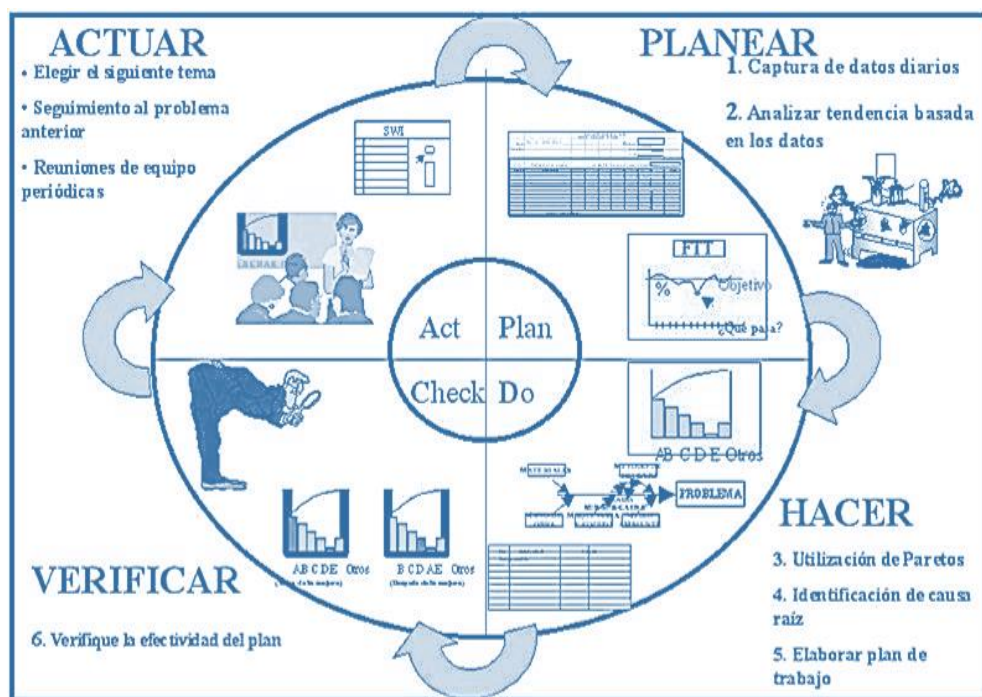 ACTUAR
• Elegir el siguiente tema
• Seguimiento al problema
anterior
• Reuniones de equipo
periódicas
PLANEAR
1. Captura de datos diarios
2. Analizar tendencia basada
en los datos
SWI
FTT
%
Objetivo
¿Qué pasa?
Act
Plan
Check
Do
AB C D E Otros
PROBLEMA
HACER
3. Utilización de Paretos
4. Identificación de causa
raíz
5. Elaborar plan de
trabajo
A B C D E Otros
B C D A E Otros
VERIFICAR
6. Verifique la efectividad del plan